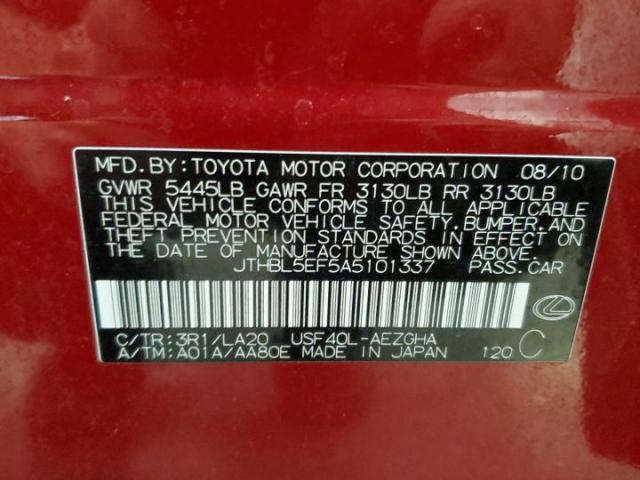 MFD. BY: TOYOTA MOTOR CORPORATION 08/10
GVWR 5445LB GAWR FR 3130LB RR 3130LB
THIS VEHICLE CONFORMS TO ALL APPLICABLE
FEDERAL MOTOR VEHICLE SAFETY, BUMPER, AND
THEFT PREVENTION STANDARDS IN EFFECT ON
THE DATE OF MANUFACTURE SHOWN ABOVE.
JTHBL5EF5A5101337 PASS. CAR
C/TR: 3R1/LA20 USF40L-AEZGHA
A/TM: A01A/AA80E MADE IN JAPAN 120 C